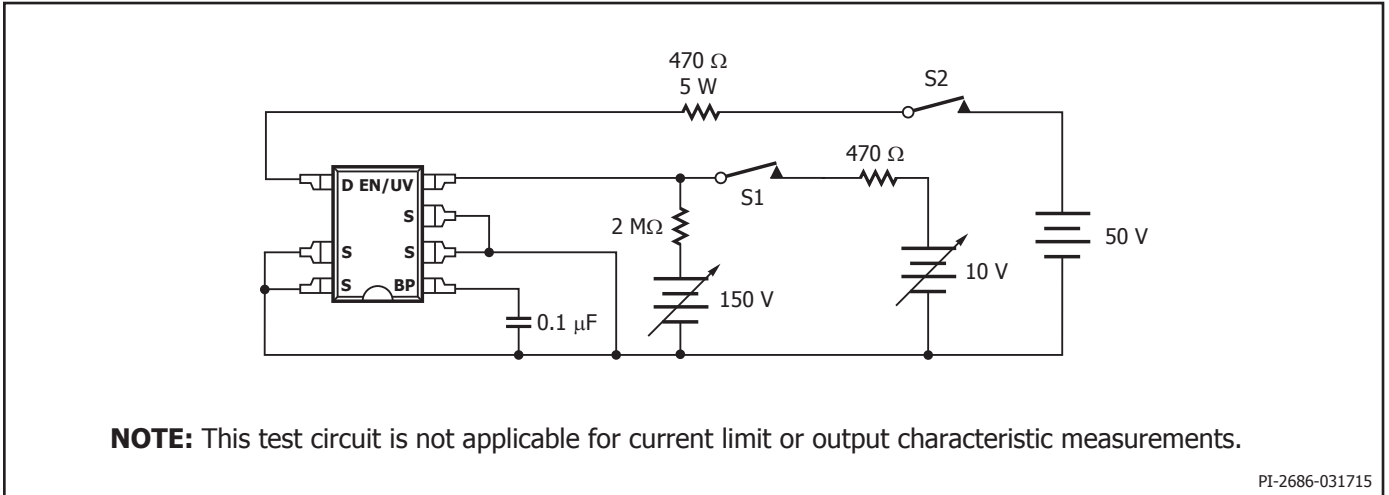 470 Ω
5 W
S2
470 Ω
D EN/UV
S1
S
2 MΩ
S
S
50 V
10 V
S
BP
150 V
0.1 μF
NOTE: This test circuit is not applicable for current limit or output characteristic measurements.
PI-2686-031715